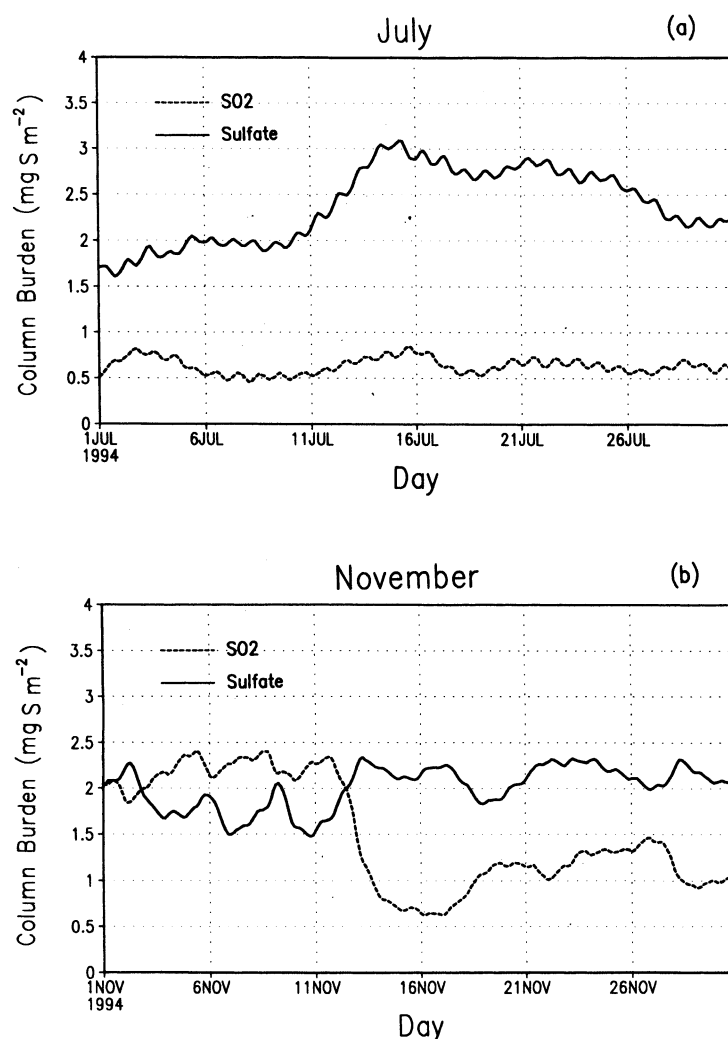 July
(a)
4
3.5
3
2.5
2
1.5
1
0.5
0
SO2
Sulfate
Column Burden (mg S m⁻²)
1JUL 6JUL 11JUL 16JUL 21JUL 26JUL
1994
Day
November
(b)
4
3.5
3
2.5
2
1.5
1
0.5
0
SO2
Sulfate
Column Burden (mg S m⁻²)
1NOV 6NOV 11NOV 16NOV 21NOV 26NOV
1994
Day